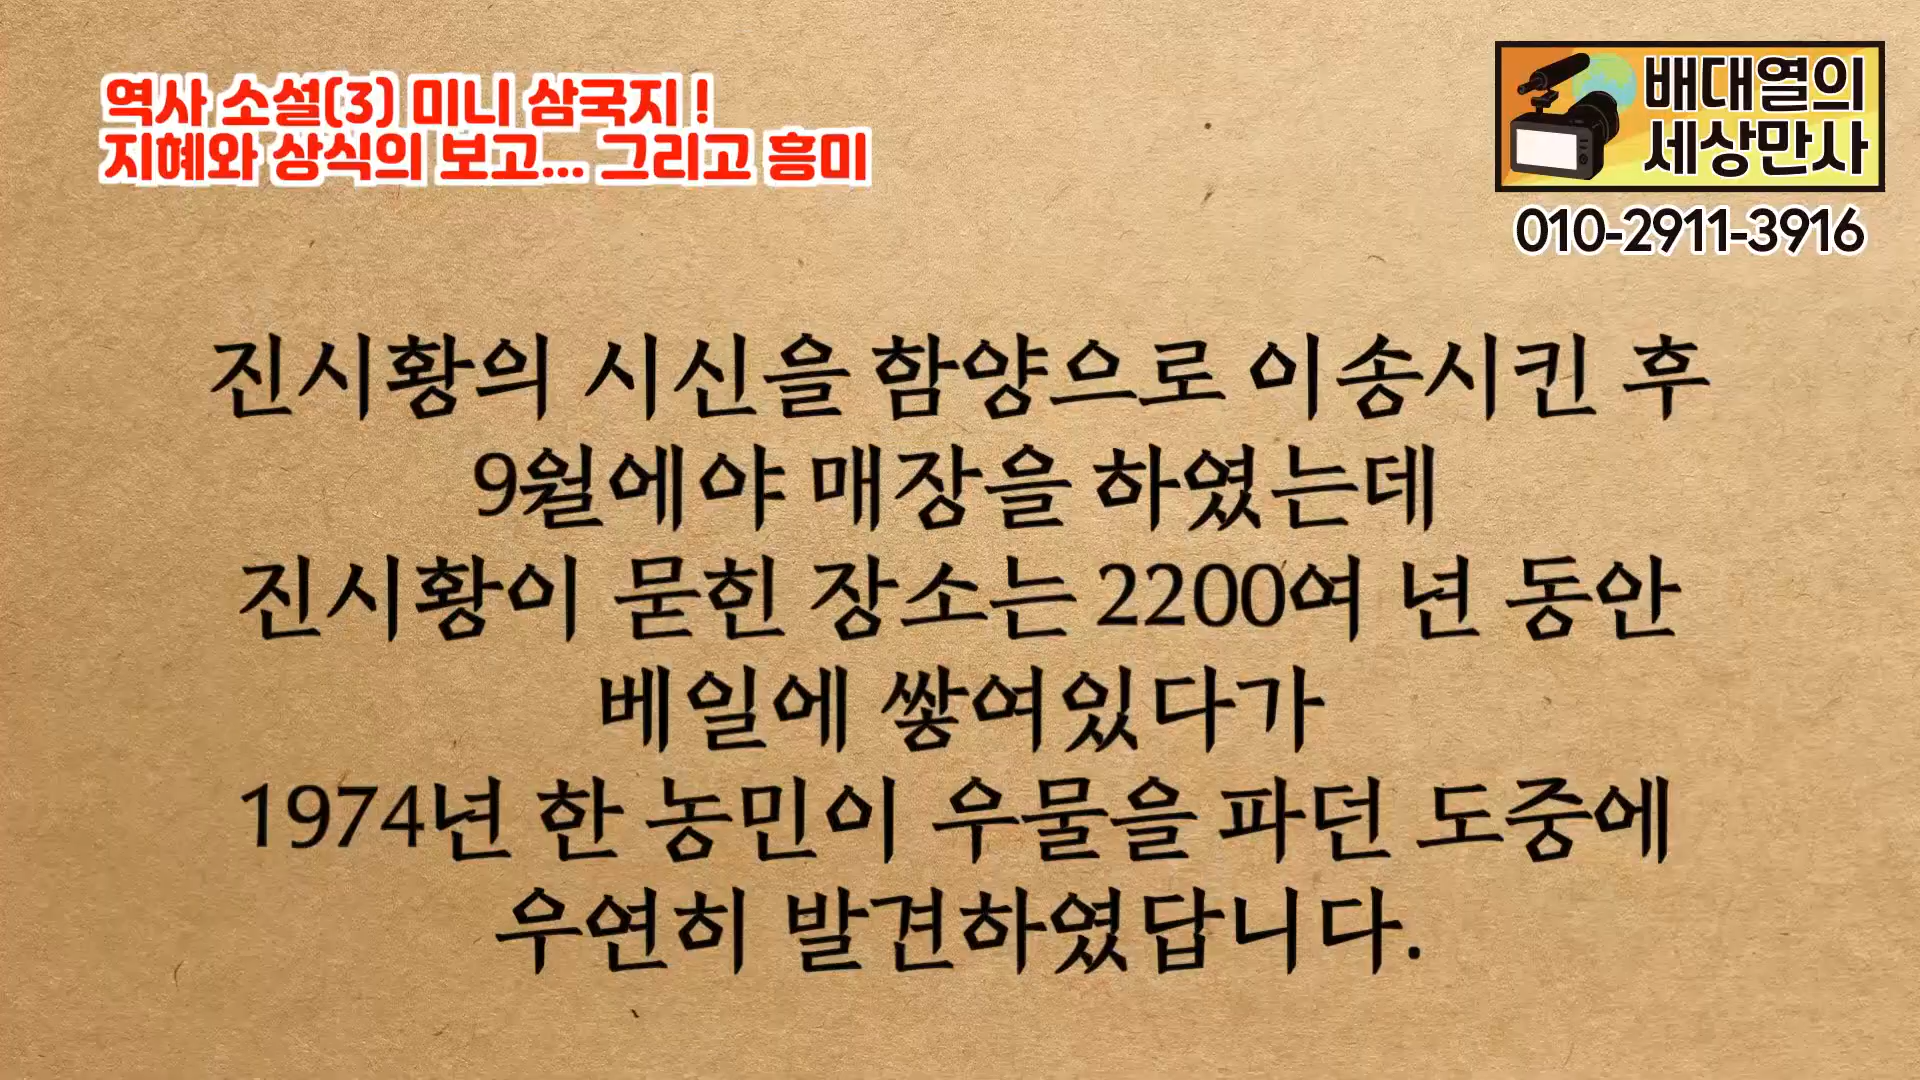 역사 소설(3) 미니 삼국지 !
지혜와 상식의 보고... 그리고 흥미
배대열의
세상만사
010-2911-3916
진시황의 시신을 함양으로 이송시킨 후
9월에야 매장을 하였는데
진시황이 묻힌 장소는 2200여 년 동안
베일에 쌓여있다가
1974년 한 농민이 우물을 파던 도중에
우연히 발견하였답니다.